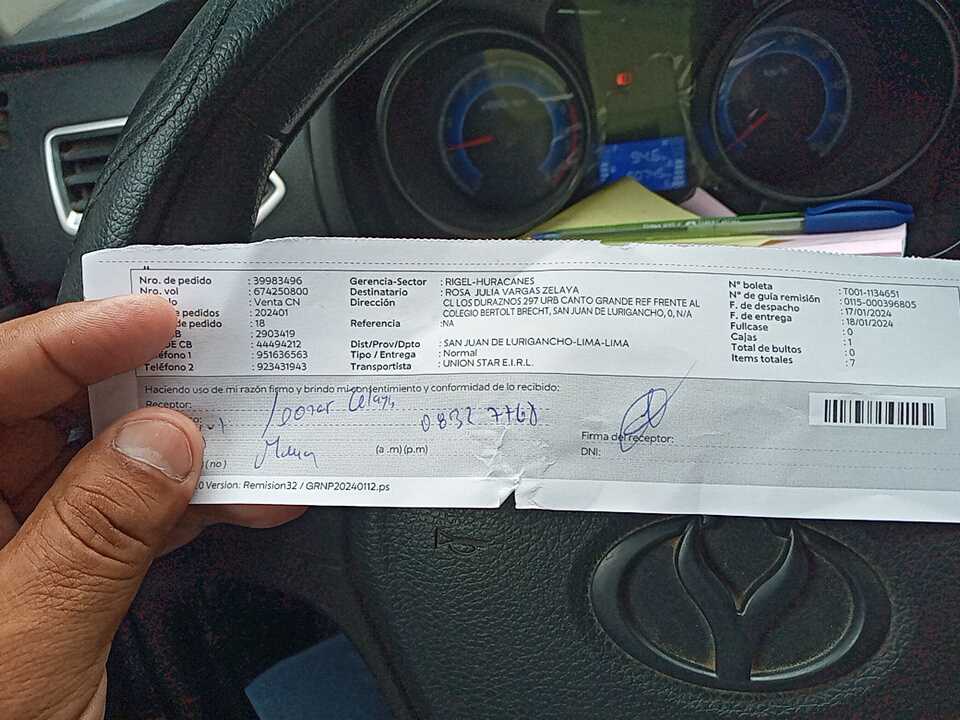 Nro. de pedido : 39983496
Nro. vol : 674250800
: Venta CN
pedidos : 202401
de pedido : 18
: 2903419
DE CB : 44494212
éfono 1 : 951636563
Teléfono 2 : 923431943
Gerencia-Sector : RIGEL-HURACANES
Destinatario : ROSA JULIA VARGAS ZELAYA
Dirección : CL LOS DURAZNOS 297 URB CANTO GRANDE REF FRENTE AL
COLEGIO BERTOLT BRECHT, SAN JUAN DE LURIGANCHO, 0, N/A
Referencia : NA
Dist/Prov/Dpto : SAN JUAN DE LURIGANCHO-LIMA-LIMA
Tipo / Entrega : Normal
Transportista : UNION STAR E.I.R.L.
N° boleta : T001-1134651
N° de guía remisión : 0115-000396805
F. de despacho : 17/01/2024
F. de entrega : 18/01/2024
Fullcase : 0
Cajas : 1
Total de bultos : 0
Items totales : 7
Haciendo uso de mi razón firmo y brindo mi contentimiento y conformidad de lo recibido:
Receptor:
0832 7768
(a .m) (p.m)
Firma del receptor:
DNI:
( no )
.0 Version: Remision32 / GRNP20240112.ps